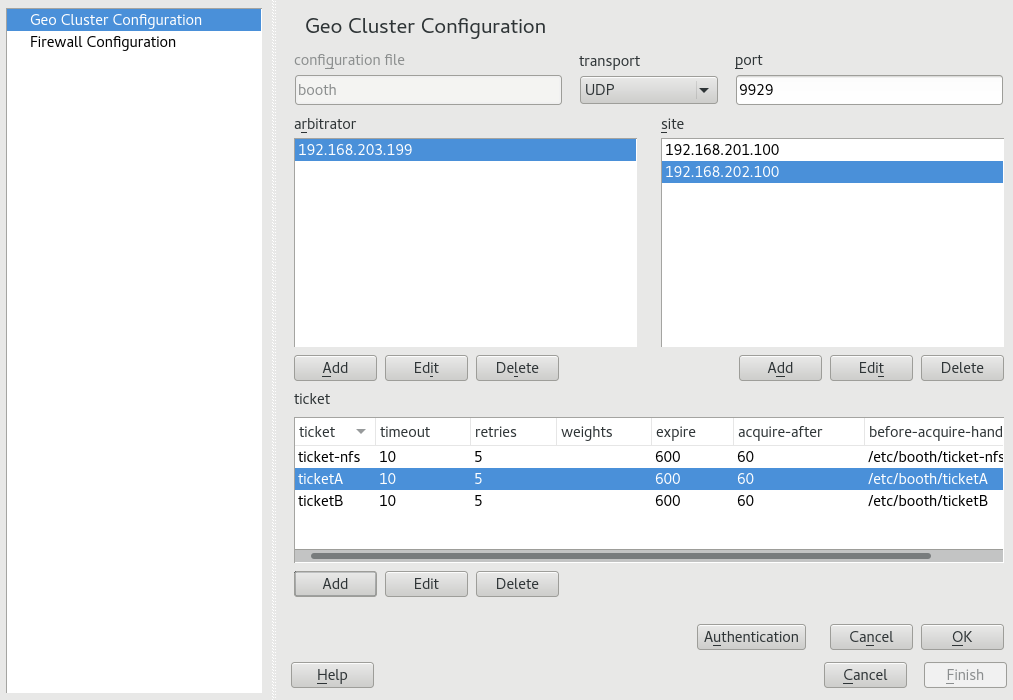 Geo Cluster Configuration
Firewall Configuration
Geo Cluster Configuration
configuration file transport port
booth UDP 9929
arbitrator site
192.168.203.199 192.168.201.100
192.168.202.100
Add Edit Delete Add Edit Delete
ticket
ticket timeout retries weights expire acquire-after before-acquire-hand
ticket-nfs 10 5 600 60 /etc/booth/ticket-nfs
ticketA 10 5 600 60 /etc/booth/ticketA
ticketB 10 5 600 60 /etc/booth/ticketB
Add Edit Delete
Authentication Cancel OK
Help Cancel Finish